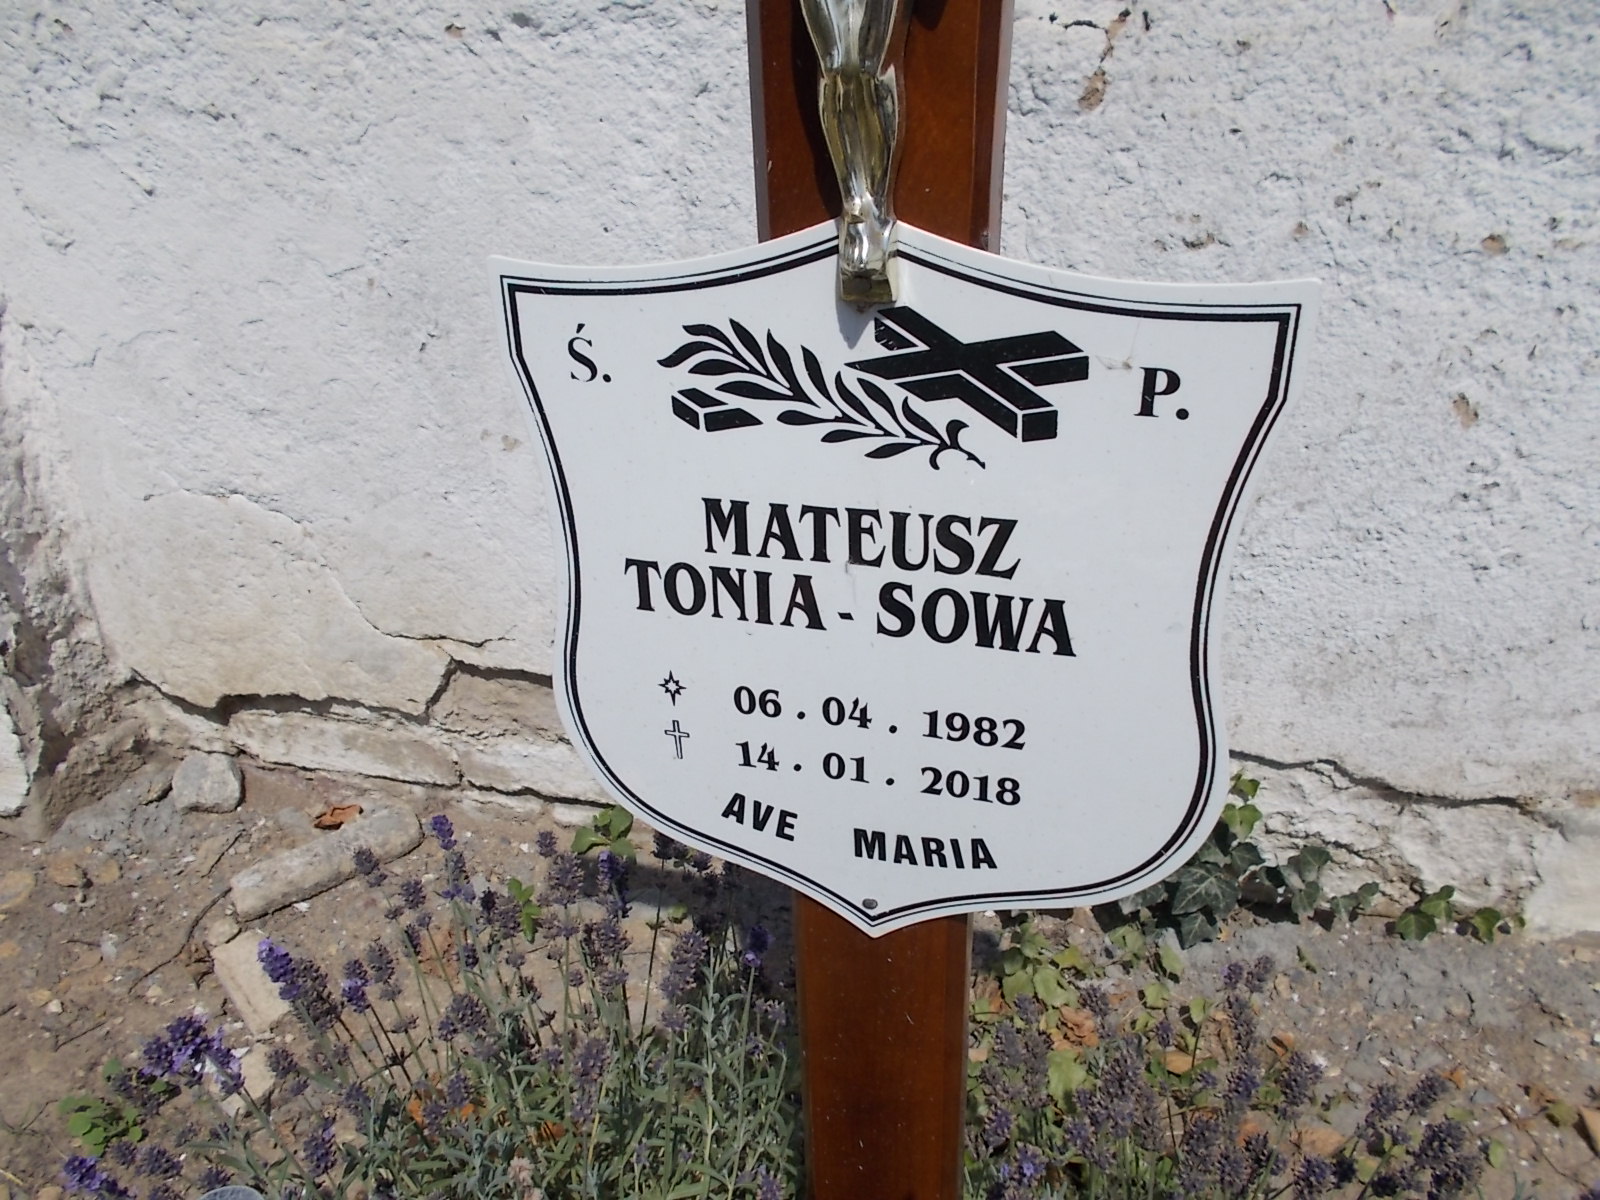 Ś. P.
MATEUSZ
TONIA - SOWA
06 . 04 . 1982
14 . 01 . 2018
AVE MARIA